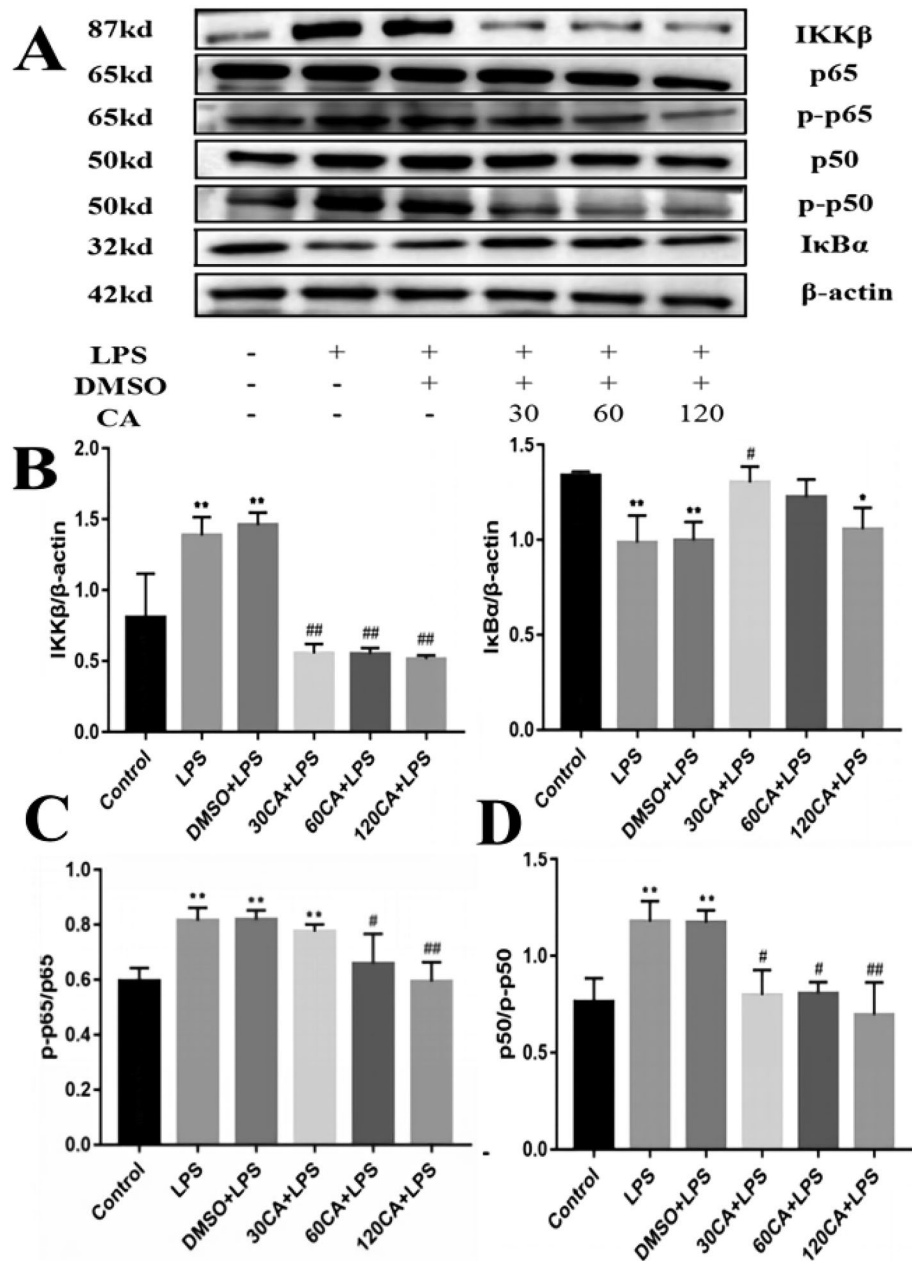 A
87kd IKKβ
65kd p65
65kd p-p65
50kd p50
50kd p-p50
32kd IκBα
42kd β-actin
LPS - + + + + +
DMSO - - + + + +
CA - - - 30 60 120
B
IKKβ/β-actin
2.0
1.5
1.0
0.5
0.0
** ** ## ## ##
Control LPS DMSO+LPS 30CA+LPS 60CA+LPS 120CA+LPS
IκBα/β-actin
1.5
1.0
0.5
0.0
** ** # *
Control LPS DMSO+LPS 30CA+LPS 60CA+LPS 120CA+LPS
C
p-p65/p65
1.0
0.8
0.6
0.4
0.2
0.0
** ** ** # ##
Control LPS DMSO+LPS 30CA+LPS 60CA+LPS 120CA+LPS
D
p50/p-p50
1.5
1.0
0.5
0.0
** ** # # ##
Control LPS DMSO+LPS 30CA+LPS 60CA+LPS 120CA+LPS
-